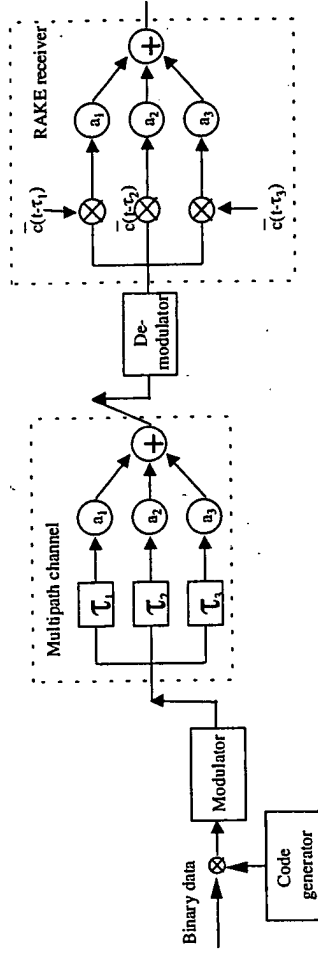 Binary data
Code
generator
Modulator
Multipath channel
τ₁
τ₂
τ₃
a₁
a₂
a₃
+
De-
modulator
RAKE receiver
c̄(t-τ₁)
c̄(t-τ₂)
c̄(t-τ₃)
a₁
a₂
a₃
+